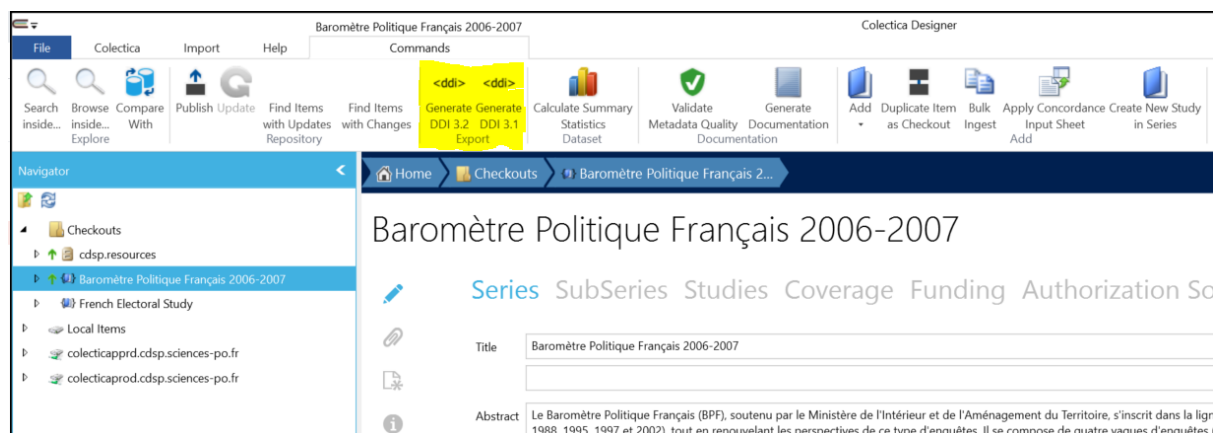 Baromètre Politique Français 2006-2007
Colectica Designer
File Colectica Import Help Commands
<ddi> <ddi>
Search Browse Compare Publish Update Find Items Find Items Generate Generate Calculate Summary Validate Generate Add Duplicate Item Bulk Apply Concordance Create New Study
inside... inside... With with Updates with Changes DDI 3.2 DDI 3.1 Statistics Metadata Quality Documentation as Checkout Ingest Input Sheet in Series
Explore Repository Export Dataset Documentation Add
Navigator
Home Checkouts Baromètre Politique Français 2...
Checkouts
cdsp.resources
Baromètre Politique Français 2006-2007
French Electoral Study
Local Items
colecticapprd.cdsp.sciences-po.fr
colecticaprod.cdsp.sciences-po.fr
Baromètre Politique Français 2006-2007
Series SubSeries Studies Coverage Funding Authorization So
Title Baromètre Politique Français 2006-2007
Abstract Le Baromètre Politique Français (BPF), soutenu par le Ministère de l'Intérieur et de l'Aménagement du Territoire, s'inscrit dans la lign
1988, 1995, 1997 et 2002), tout en renouvelant les perspectives de ce type d'enquêtes. Il se compose de quatre vagues d'enquêtes (